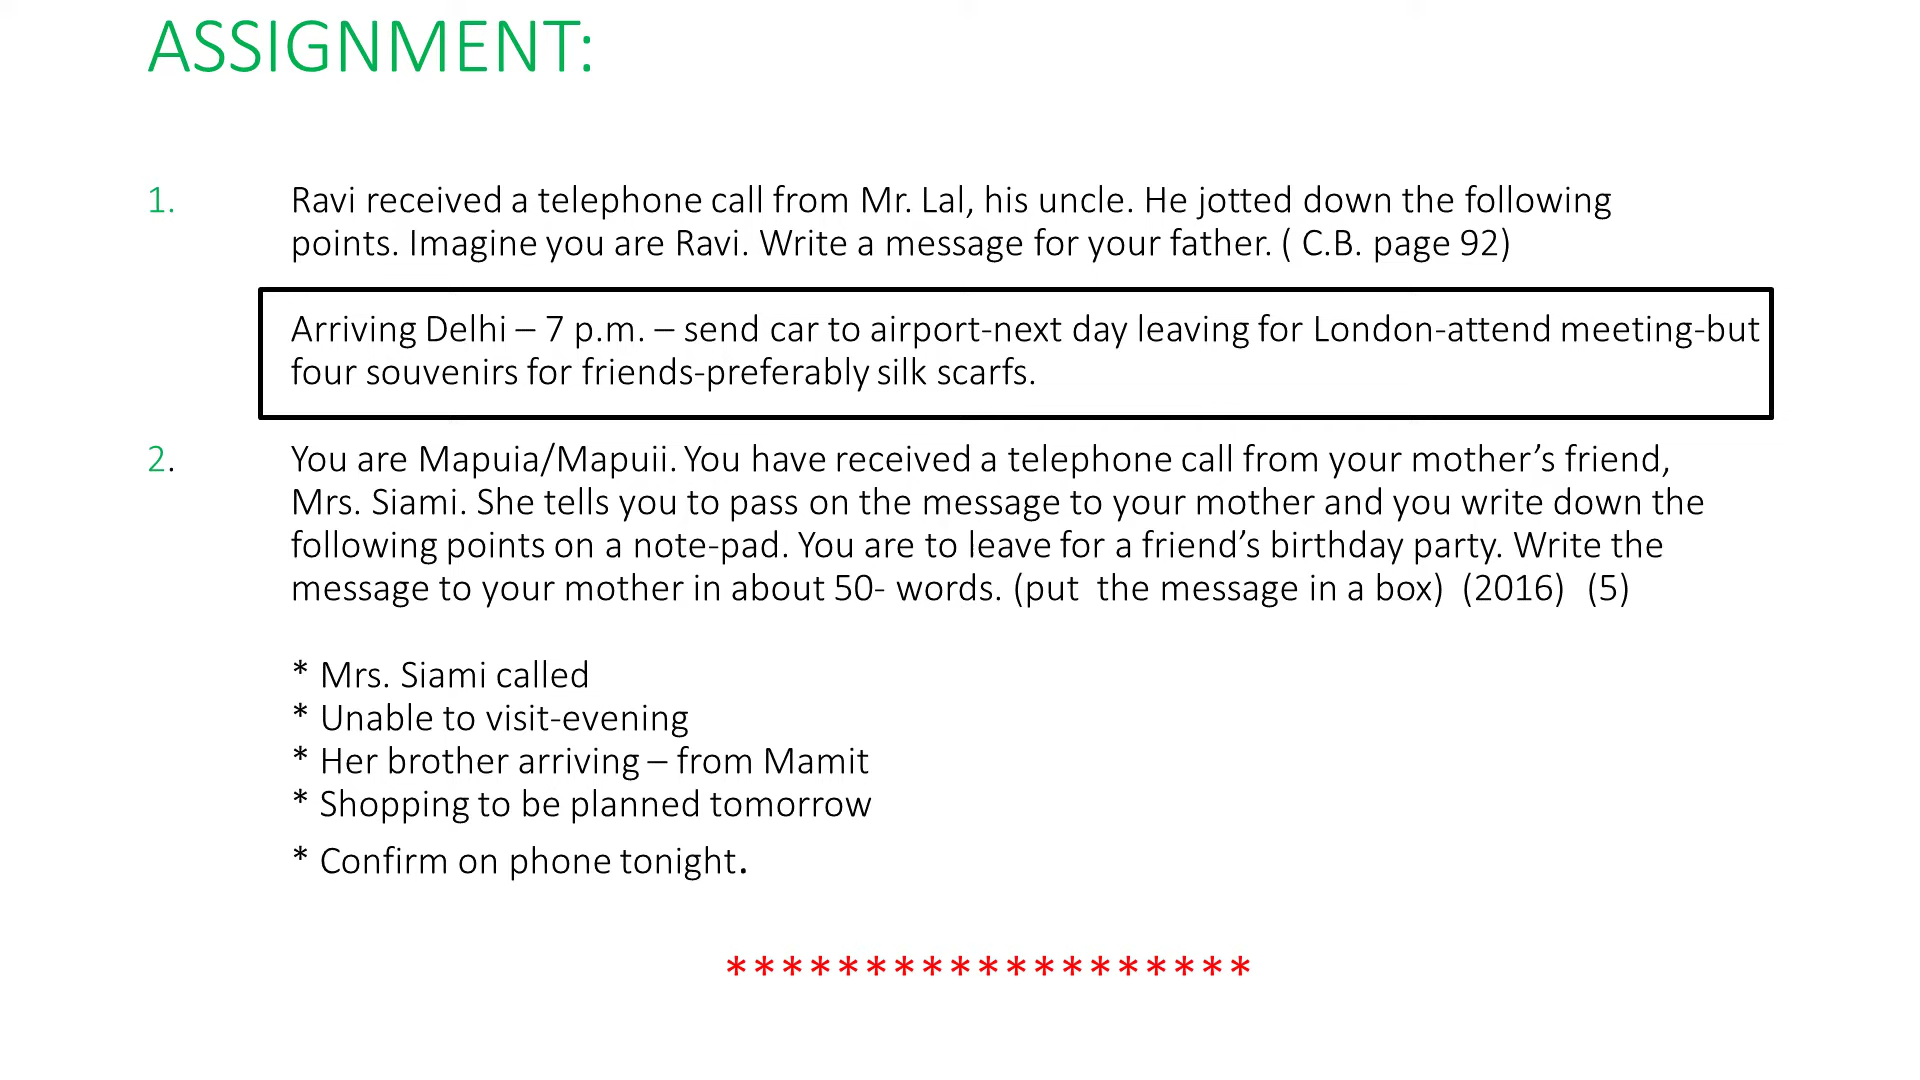 ASSIGNMENT:
1. Ravi received a telephone call from Mr. Lal, his uncle. He jotted down the following
points. Imagine you are Ravi. Write a message for your father. ( C.B. page 92)
Arriving Delhi – 7 p.m. – send car to airport-next day leaving for London-attend meeting-but
four souvenirs for friends-preferably silk scarfs.
2. You are Mapuia/Mapuii. You have received a telephone call from your mother’s friend,
Mrs. Siami. She tells you to pass on the message to your mother and you write down the
following points on a note-pad. You are to leave for a friend’s birthday party. Write the
message to your mother in about 50- words. (put the message in a box) (2016) (5)
* Mrs. Siami called
* Unable to visit-evening
* Her brother arriving – from Mamit
* Shopping to be planned tomorrow
* Confirm on phone tonight.
*******************